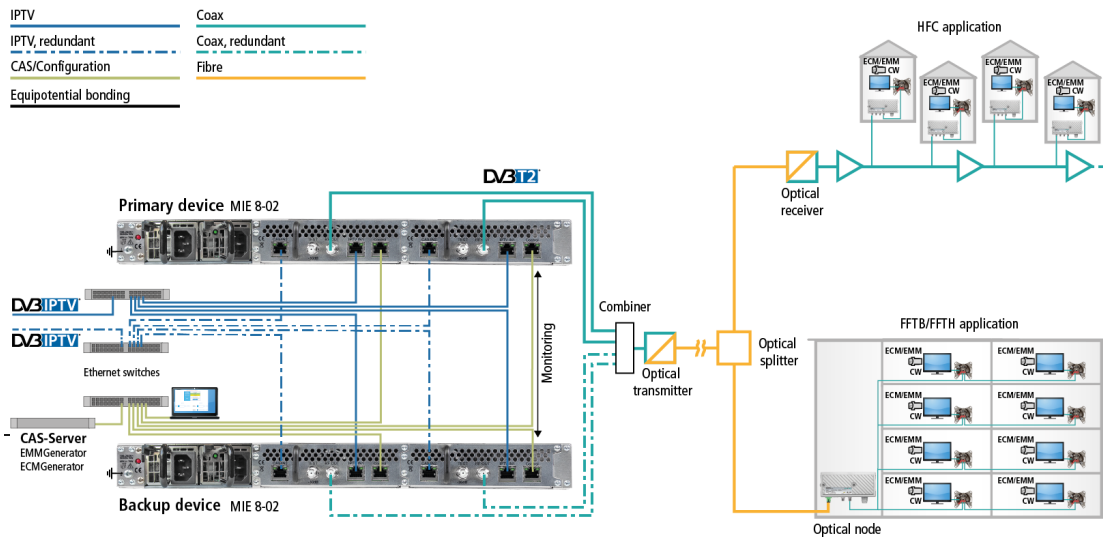 IPTV
Coax
IPTV, redundant
Coax, redundant
CAS/Configuration
Fibre
Equipotential bonding
HFC application
ECM/EMM
CW
ECM/EMM
CW
ECM/EMM
CW
ECM/EMM
CW
DVB T2
Primary device MIE 8-02
Optical
receiver
DVB IPTV
DVB IPTV
Ethernet switches
Monitoring
Combiner
Optical
transmitter
Optical
splitter
FFTB/FFTH application
ECM/EMM
CW
ECM/EMM
CW
ECM/EMM
CW
ECM/EMM
CW
ECM/EMM
CW
ECM/EMM
CW
ECM/EMM
CW
ECM/EMM
CW
CAS-Server
EMMGenerator
ECMGenerator
Backup device MIE 8-02
Optical node